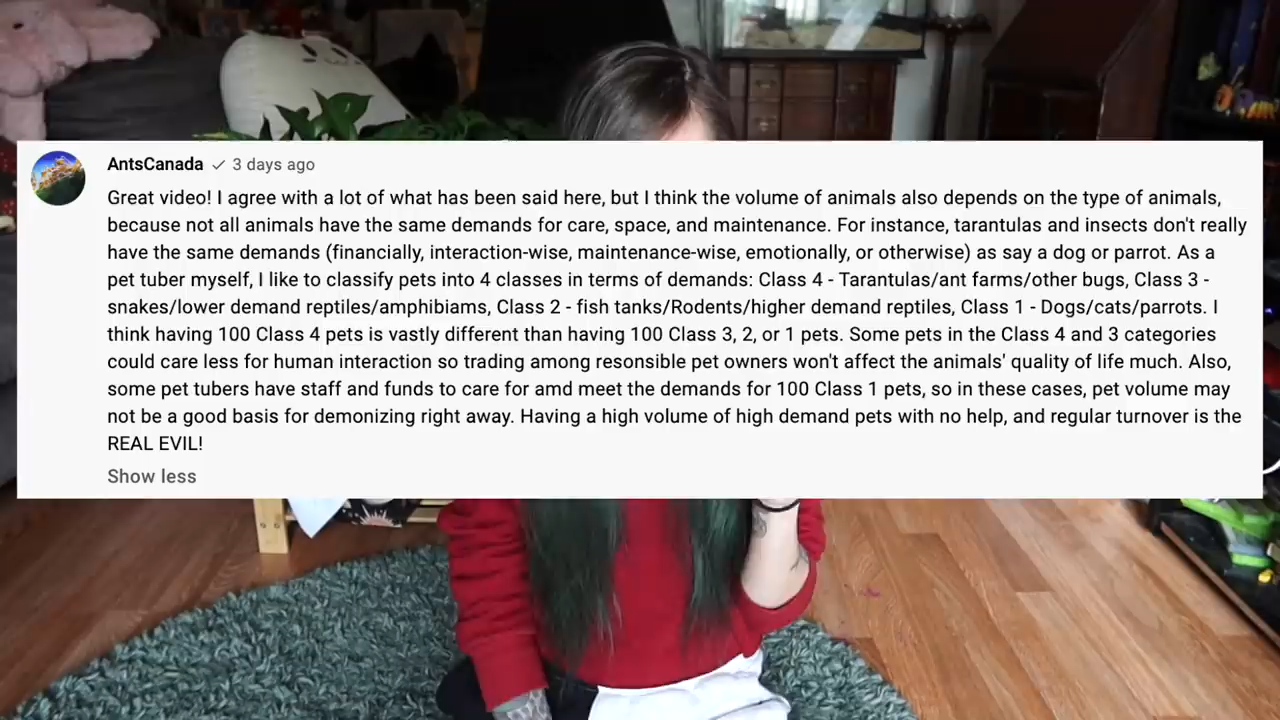 AntsCanada ✓ 3 days ago
Great video! I agree with a lot of what has been said here, but I think the volume of animals also depends on the type of animals,
because not all animals have the same demands for care, space, and maintenance. For instance, tarantulas and insects don't really
have the same demands (financially, interaction-wise, maintenance-wise, emotionally, or otherwise) as say a dog or parrot. As a
pet tuber myself, I like to classify pets into 4 classes in terms of demands: Class 4 - Tarantulas/ant farms/other bugs, Class 3 -
snakes/lower demand reptiles/amphibiams, Class 2 - fish tanks/Rodents/higher demand reptiles, Class 1 - Dogs/cats/parrots. I
think having 100 Class 4 pets is vastly different than having 100 Class 3, 2, or 1 pets. Some pets in the Class 4 and 3 categories
could care less for human interaction so trading among resonsible pet owners won't affect the animals' quality of life much. Also,
some pet tubers have staff and funds to care for amd meet the demands for 100 Class 1 pets, so in these cases, pet volume may
not be a good basis for demonizing right away. Having a high volume of high demand pets with no help, and regular turnover is the
REAL EVIL!
Show less